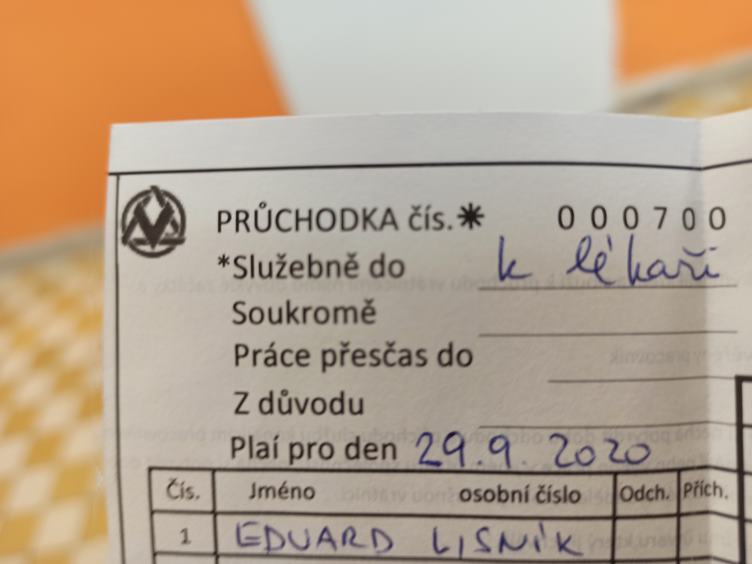 PRŮCHODKA čís.* 000700
*Služebně do k lékaři
Soukromě
Práce přesčas do
Z důvodu
Plaí pro den 29.9.2020
Čís. Jméno osobní číslo Odch. Přích.
1 EDUARD LISNÍK